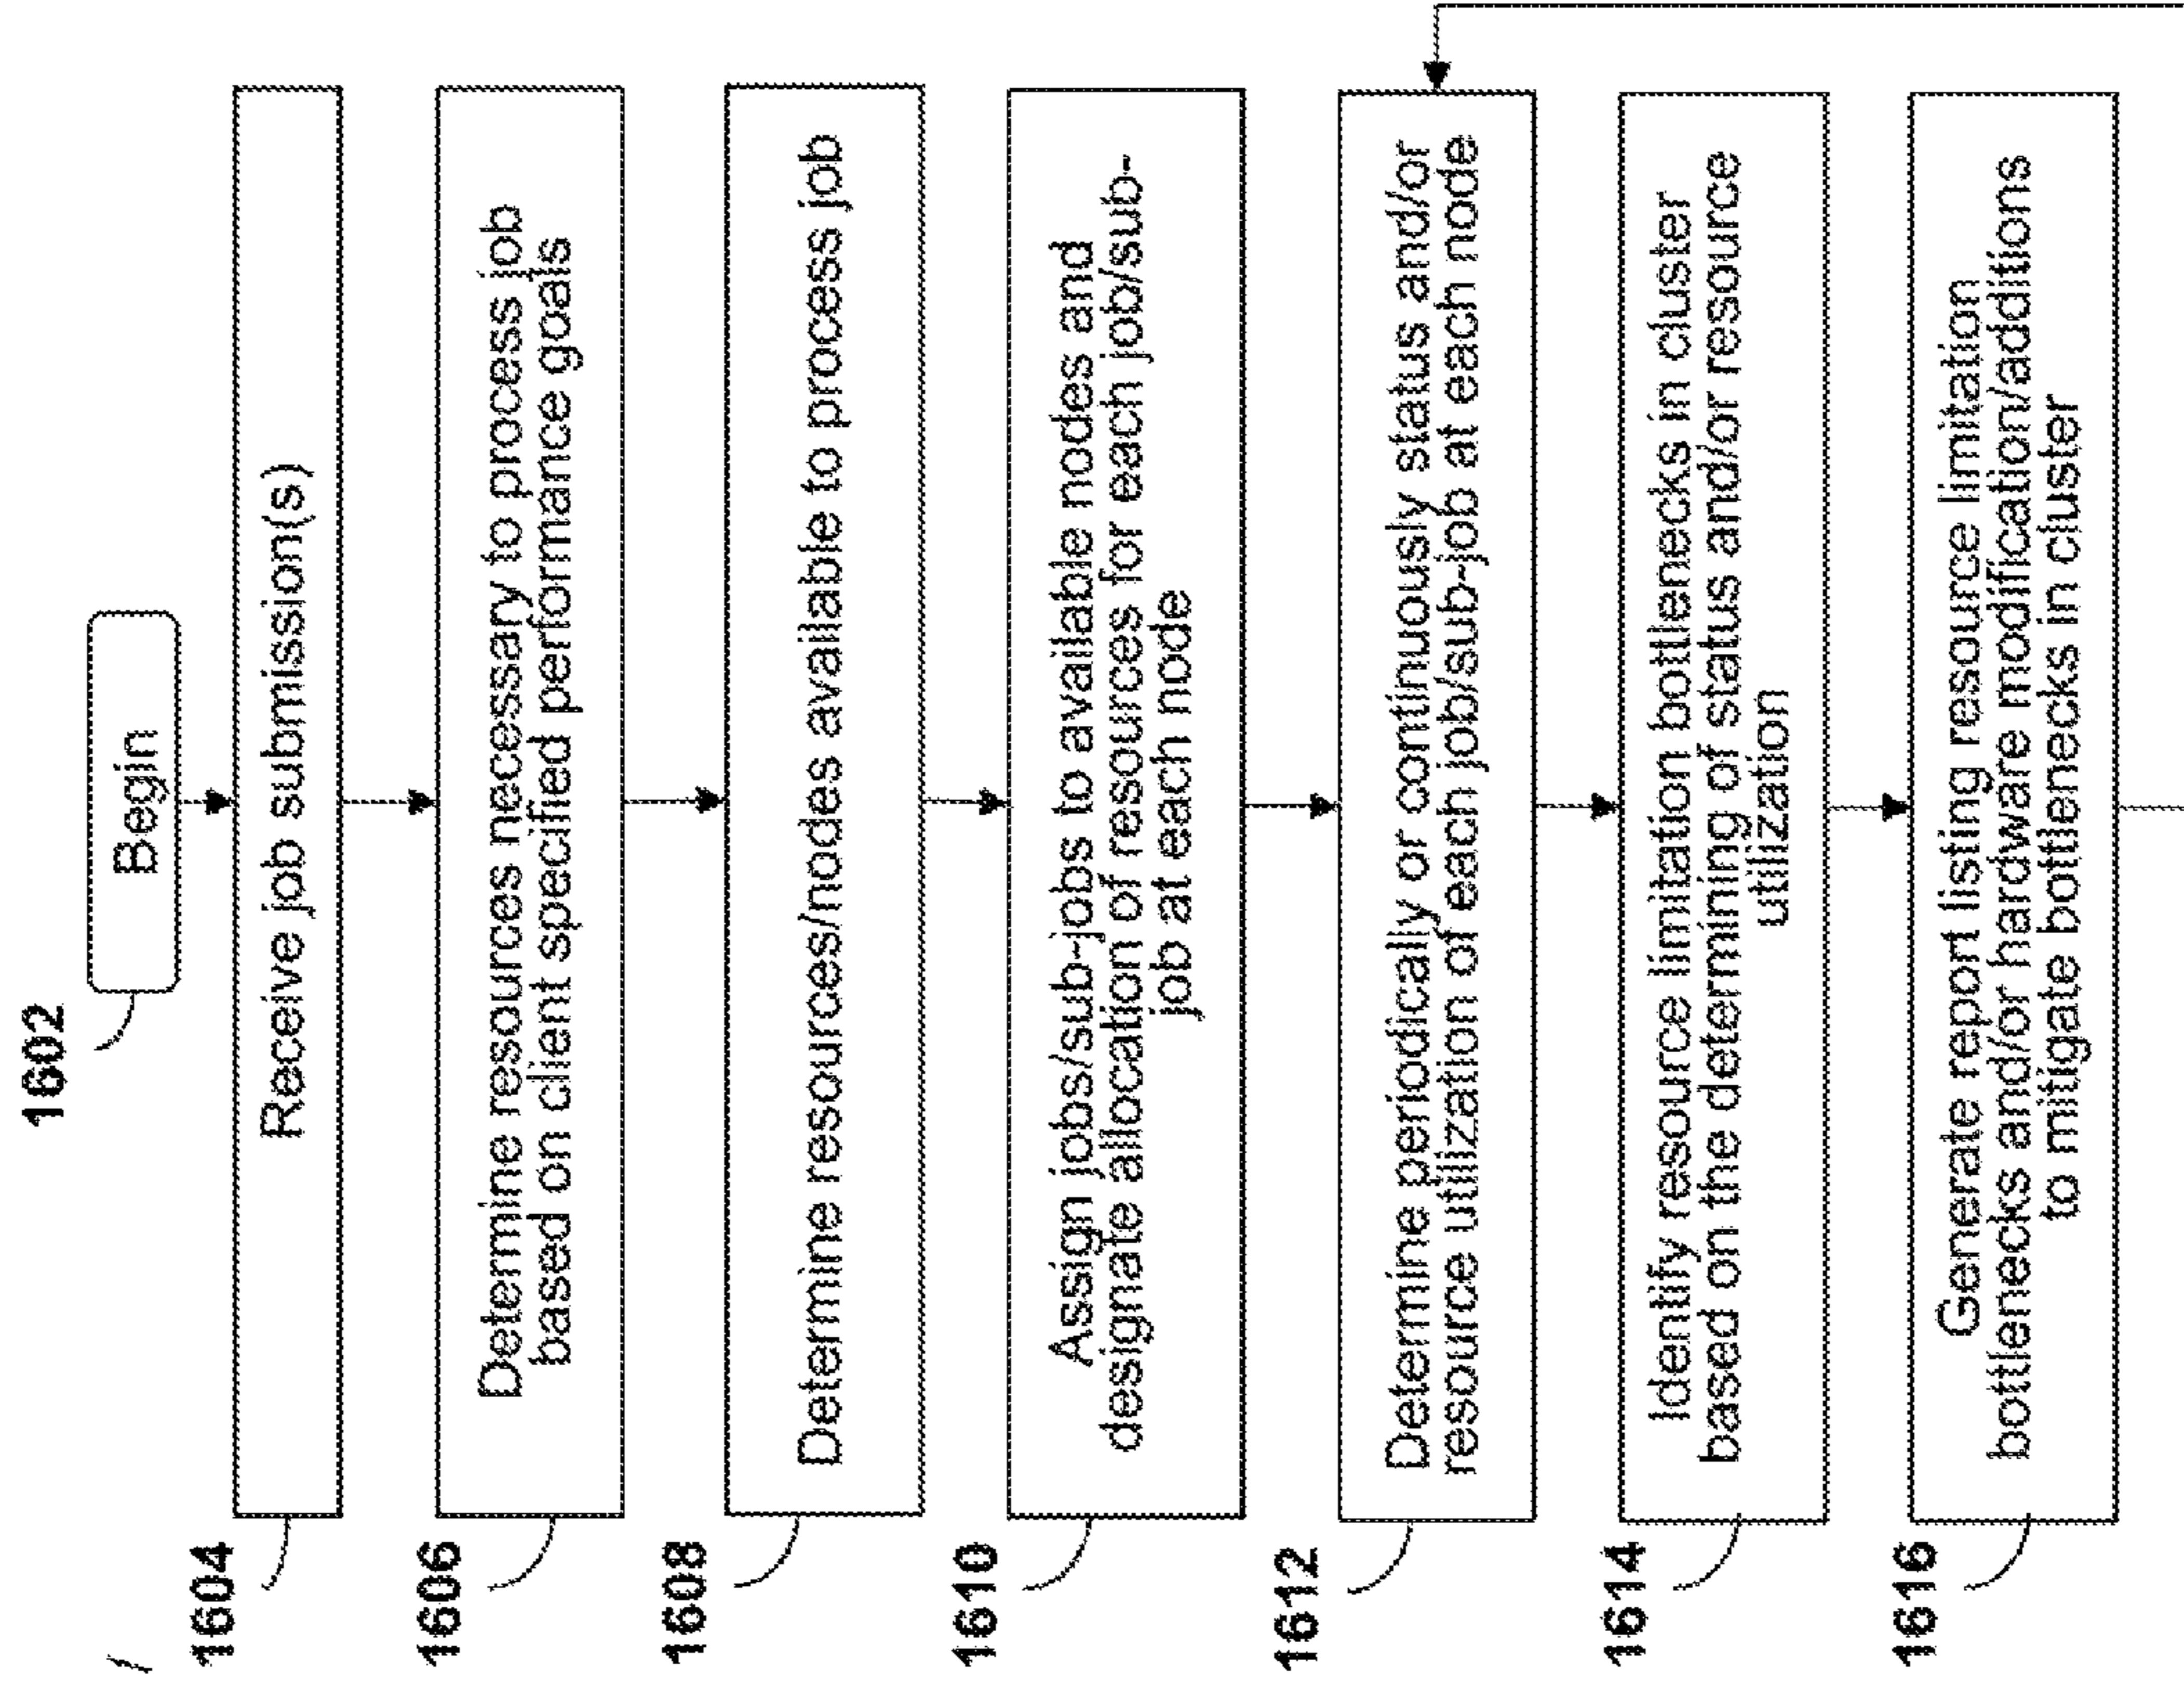 1602
Begin
1604
Receive job submission(s)
1606
Determine resources necessary to process job
based on client specified performance goals
1608
Determine resources/nodes available to process job
1610
Assign jobs/sub-jobs to available nodes and
designate allocation of resources for each job/sub-
job at each node
1612
Determine periodically or continuously status and/or
resource utilization of each job/sub-job at each node
1614
Identify resource limitation bottlenecks in cluster
based on the determining of status and/or resource
utilization
1616
Generate report listing resource limitation
bottlenecks and/or hardware modification/additions
to mitigate bottlenecks in cluster